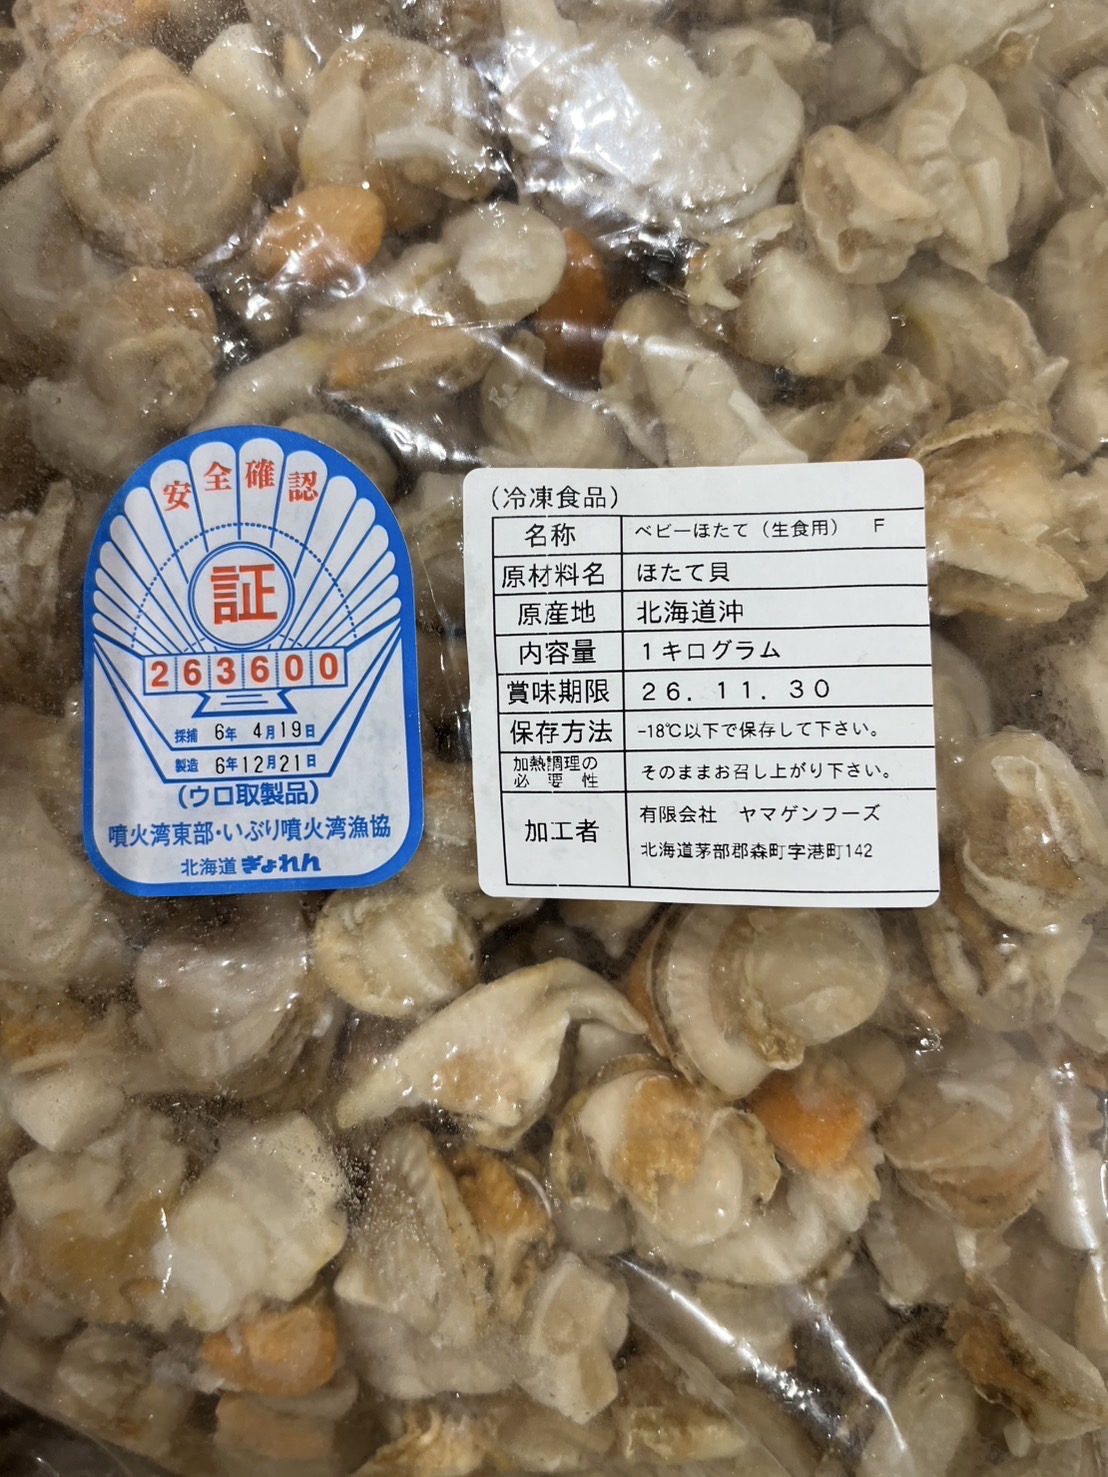 安全確認
証
263600
採捕 6年 4月19日
製造 6年12月21日
(ウロ取製品)
噴火湾東部・いぶり噴火湾漁協
北海道 ぎょれん
(冷凍食品)
名称 ベビーほたて(生食用) F
原材料名 ほたて貝
原産地 北海道沖
内容量 1キログラム
賞味期限 26.11.30
保存方法 -18℃以下で保存して下さい。
加熱調理の
必要性 そのままお召し上がり下さい。
加工者 有限会社 ヤマゲンフーズ
北海道茅部郡森町字港町142